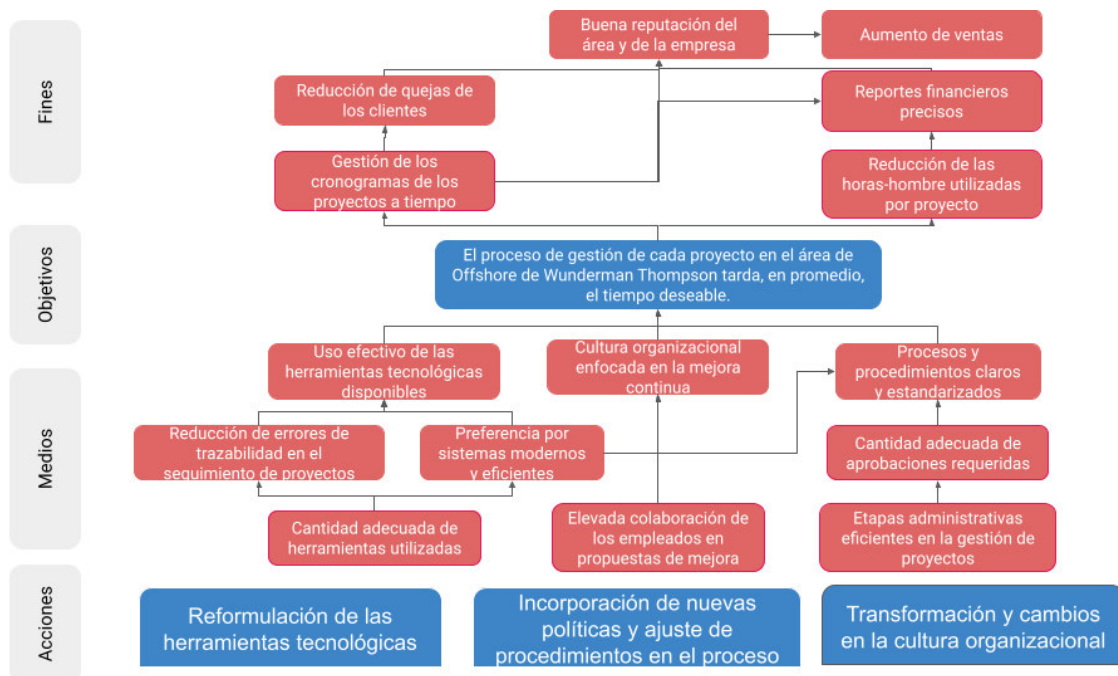 Fines
Buena reputación del
área y de la empresa
Aumento de ventas
Reducción de quejas de
los clientes
Reportes financieros
precisos
Gestión de los
cronogramas de los
proyectos a tiempo
Reducción de las
horas-hombre utilizadas
por proyecto
Objetivos
El proceso de gestión de cada proyecto en el área de
Offshore de Wunderman Thompson tarda, en promedio,
el tiempo deseable.
Medios
Uso efectivo de las
herramientas tecnológicas
disponibles
Cultura organizacional
enfocada en la mejora
continua
Procesos y
procedimientos claros
y estandarizados
Reducción de errores de
trazabilidad en el
seguimiento de proyectos
Preferencia por
sistemas modernos
y eficientes
Cantidad adecuada de
aprobaciones requeridas
Cantidad adecuada de
herramientas utilizadas
Elevada colaboración de
los empleados en
propuestas de mejora
Etapas administrativas
eficientes en la gestión de
proyectos
Acciones
Reformulación de las
herramientas tecnológicas
Incorporación de nuevas
políticas y ajuste de
procedimientos en el proceso
Transformación y cambios
en la cultura organizacional